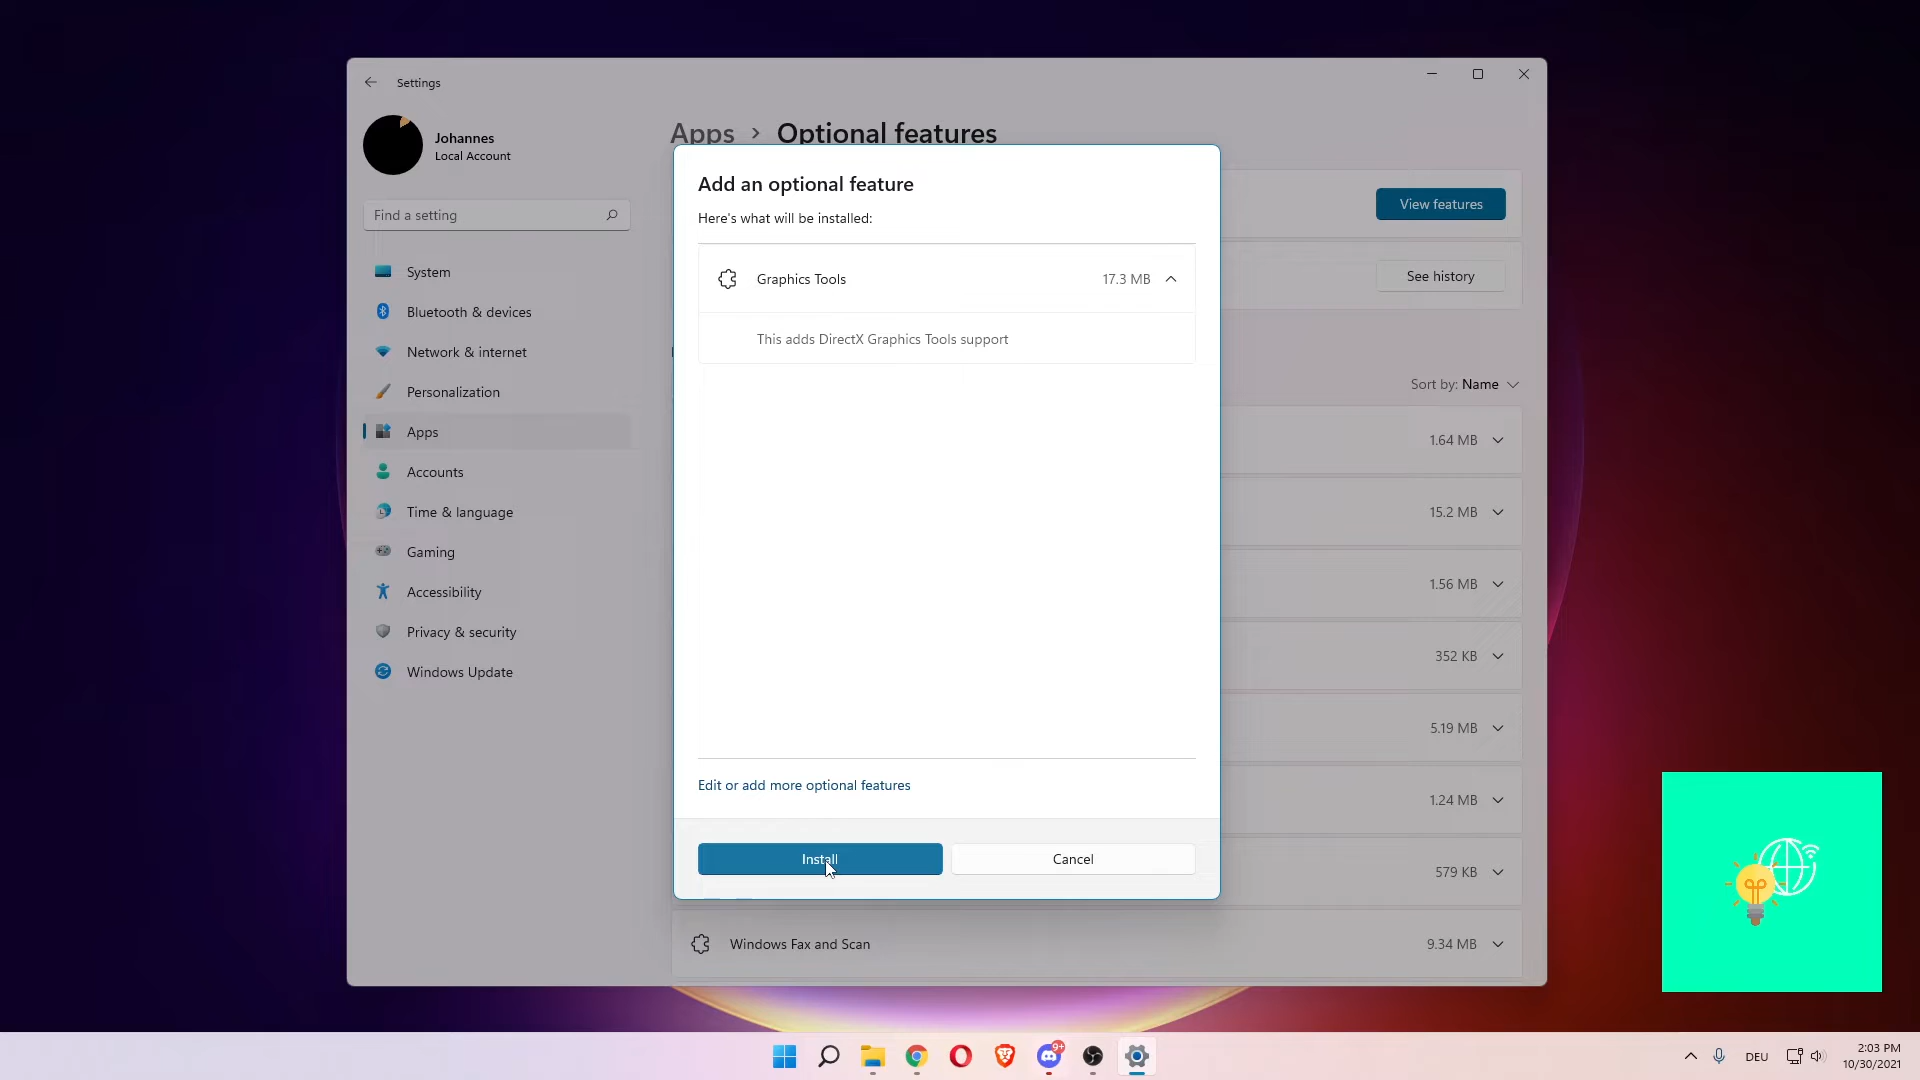 Settings
Johannes
Local Account
Find a setting
System
Bluetooth & devices
Network & internet
Personalization
Apps
Accounts
Time & language
Gaming
Accessibility
Privacy & security
Windows Update
Apps > Optional features
View features
See history
Sort by: Name
1.64 MB
15.2 MB
1.56 MB
352 KB
5.19 MB
1.24 MB
579 KB
Windows Fax and Scan 9.34 MB
Add an optional feature
Here's what will be installed:
Graphics Tools 17.3 MB
This adds DirectX Graphics Tools support
Edit or add more optional features
Install Cancel
9+
DEU
2:03 PM
10/30/2021